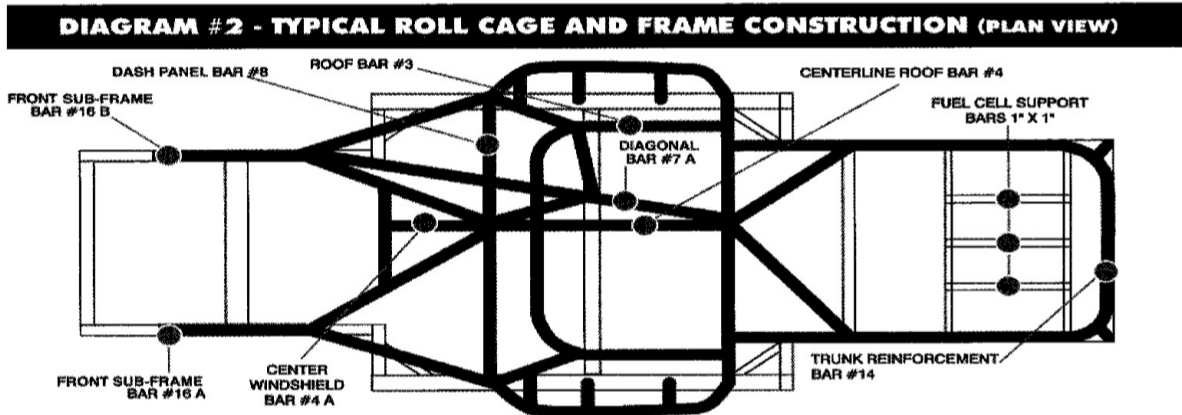 DIAGRAM #2 - TYPICAL ROLL CAGE AND FRAME CONSTRUCTION (PLAN VIEW)
DASH PANEL BAR #8
ROOF BAR #3
CENTERLINE ROOF BAR #4
FRONT SUB-FRAME
BAR #16 B
FUEL CELL SUPPORT
BARS 1" X 1"
DIAGONAL
BAR #7 A
FRONT SUB-FRAME
BAR #16 A
CENTER
WINDSHIELD
BAR #4 A
TRUNK REINFORCEMENT
BAR #14